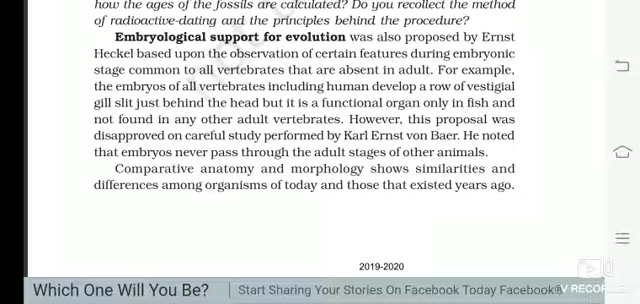 how the ages of the fossils are calculated? Do you recollect the method
of radioactive-dating and the principles behind the procedure?
Embryological support for evolution was also proposed by Ernst
Heckel based upon the observation of certain features during embryonic
stage common to all vertebrates that are absent in adult. For example,
the embryos of all vertebrates including human develop a row of vestigial
gill slit just behind the head but it is a functional organ only in fish and
not found in any other adult vertebrates. However, this proposal was
disapproved on careful study performed by Karl Ernst von Baer. He noted
that embryos never pass through the adult stages of other animals.
Comparative anatomy and morphology shows similarities and
differences among organisms of today and those that existed years ago.
2019-2020
Which One Will You Be? Start Sharing Your Stories On Facebook Today Facebook®